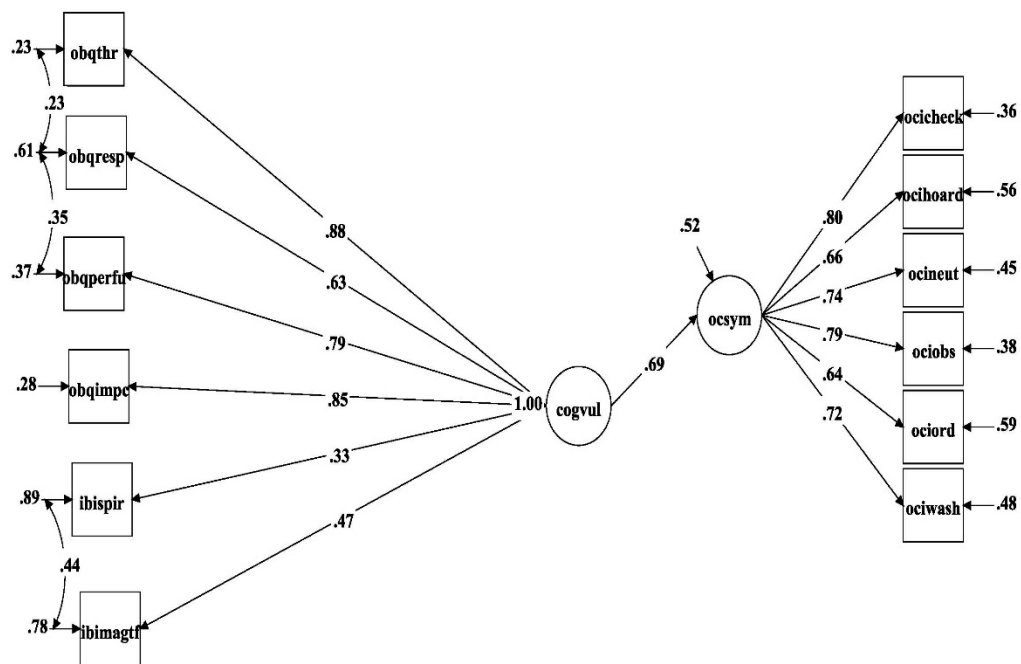 .23
obqthr
.23
.61
obqresp
.35
.37
obqperfu
.28
obqimpc
.89
ibispir
.44
.78
ibimagtf
.88
.63
.79
.85
.33
.47
1.00
cogvul
.69
.52
ocsym
.80
.66
.74
.79
.64
.72
ocicheck
.36
ocihoard
.56
ocineut
.45
ociobs
.38
ociord
.59
ociwash
.48